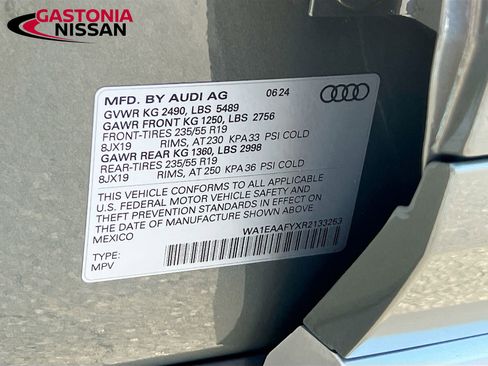 GASTONIA
NISSAN
MFD. BY AUDI AG 06 24
GVWR KG 2490, LBS 5489
GAWR FRONT KG 1250, LBS 2756
FRONT-TIRES 235/55 R19
8JX19 RIMS, AT 230 KPA 33 PSI COLD
GAWR REAR KG 1360, LBS 2998
REAR-TIRES 235/55 R19
8JX19 RIMS, AT 250 KPA 36 PSI COLD
THIS VEHICLE CONFORMS TO ALL APPLICABLE
U.S. FEDERAL MOTOR VEHICLE SAFETY AND
THEFT PREVENTION STANDARDS IN EFFECT ON
THE DATE OF MANUFACTURE SHOWN ABOVE.
MEXICO
WA1EAAFYXR2133253
TYPE:
MPV